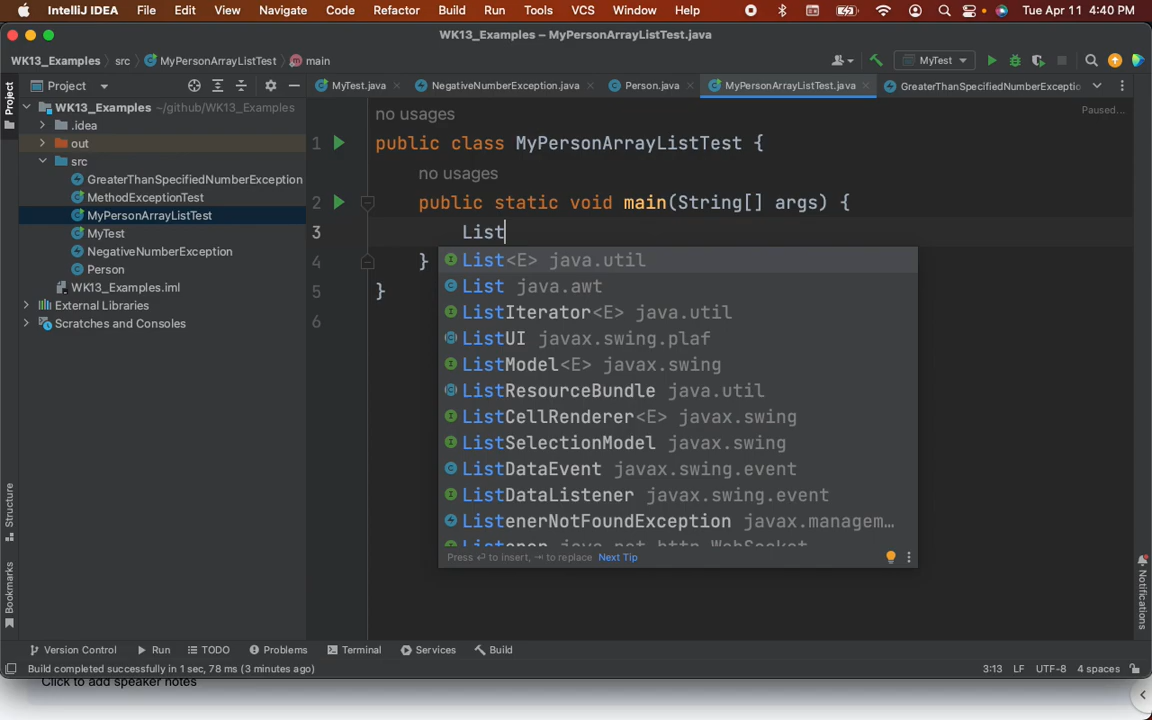 IntelliJ IDEA File Edit View Navigate Code Refactor Build Run Tools VCS Window Help Tue Apr 11 4:40 PM
WK13_Examples – MyPersonArrayListTest.java
WK13_Examples src MyPersonArrayListTest main MyTest
Project
Project
MyTest.java NegativeNumberException.java Person.java MyPersonArrayListTest.java GreaterThanSpecifiedNumberExceptio
WK13_Examples ~/github/WK13_Examples
.idea
out
src
GreaterThanSpecifiedNumberException
MethodExceptionTest
MyPersonArrayListTest
MyTest
NegativeNumberException
Person
WK13_Examples.iml
External Libraries
Scratches and Consoles
Structure
Bookmarks
no usages
Paused...
1 public class MyPersonArrayListTest {
no usages
2 public static void main(String[] args) {
3 List
4 }
5 }
6
List<E> java.util
List java.awt
ListIterator<E> java.util
ListUI javax.swing.plaf
ListModel<E> javax.swing
ListResourceBundle java.util
ListCellRenderer<E> javax.swing
ListSelectionModel javax.swing
ListDataEvent javax.swing.event
ListDataListener javax.swing.event
ListenerNotFoundException javax.managem…
Listener java.net.http.WebSocket
Press ↩ to insert, ⇥ to replace Next Tip
Notifications
Version Control Run TODO Problems Terminal Services Build
Build completed successfully in 1 sec, 78 ms (3 minutes ago) 3:13 LF UTF-8 4 spaces
Click to add speaker notes